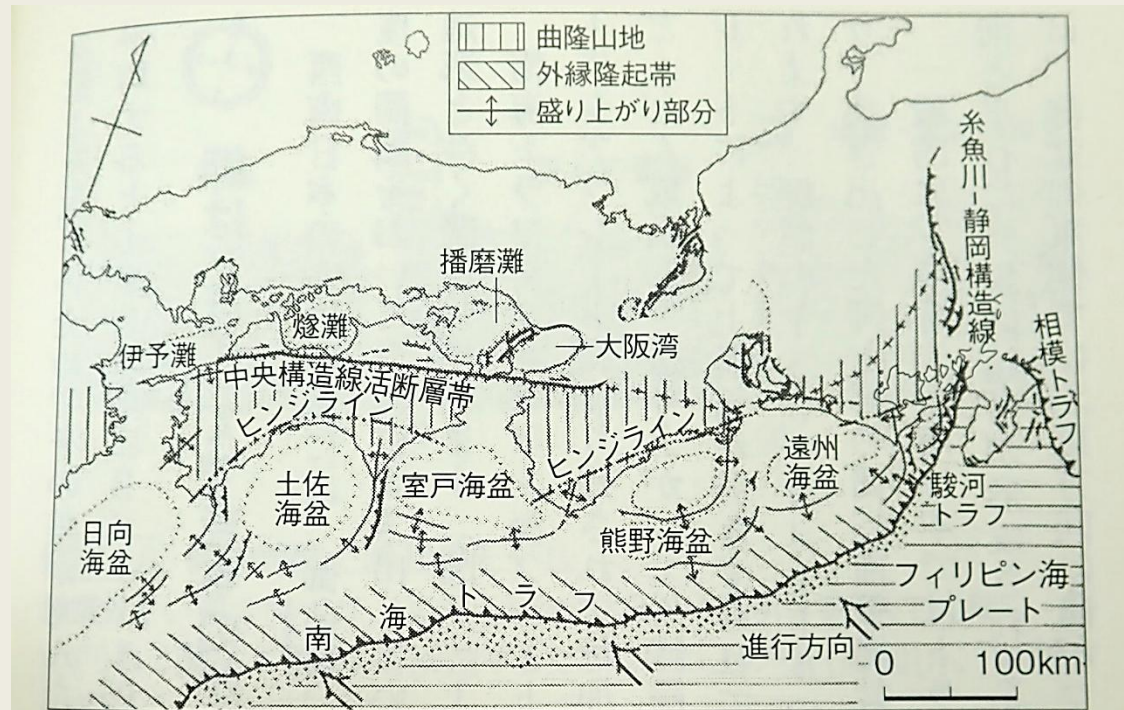 曲隆山地
外縁隆起帯
盛り上がり部分
糸魚川－静岡構造線
播磨灘
燧灘
伊予灘
大阪湾
相模トラフ
中央構造線活断層帯
ヒンジライン
ヒンジライン
土佐
海盆
室戸海盆
遠州
海盆
熊野海盆
日向
海盆
駿河
トラフ
フィリピン海
プレート
南海トラフ
進行方向
0 100km